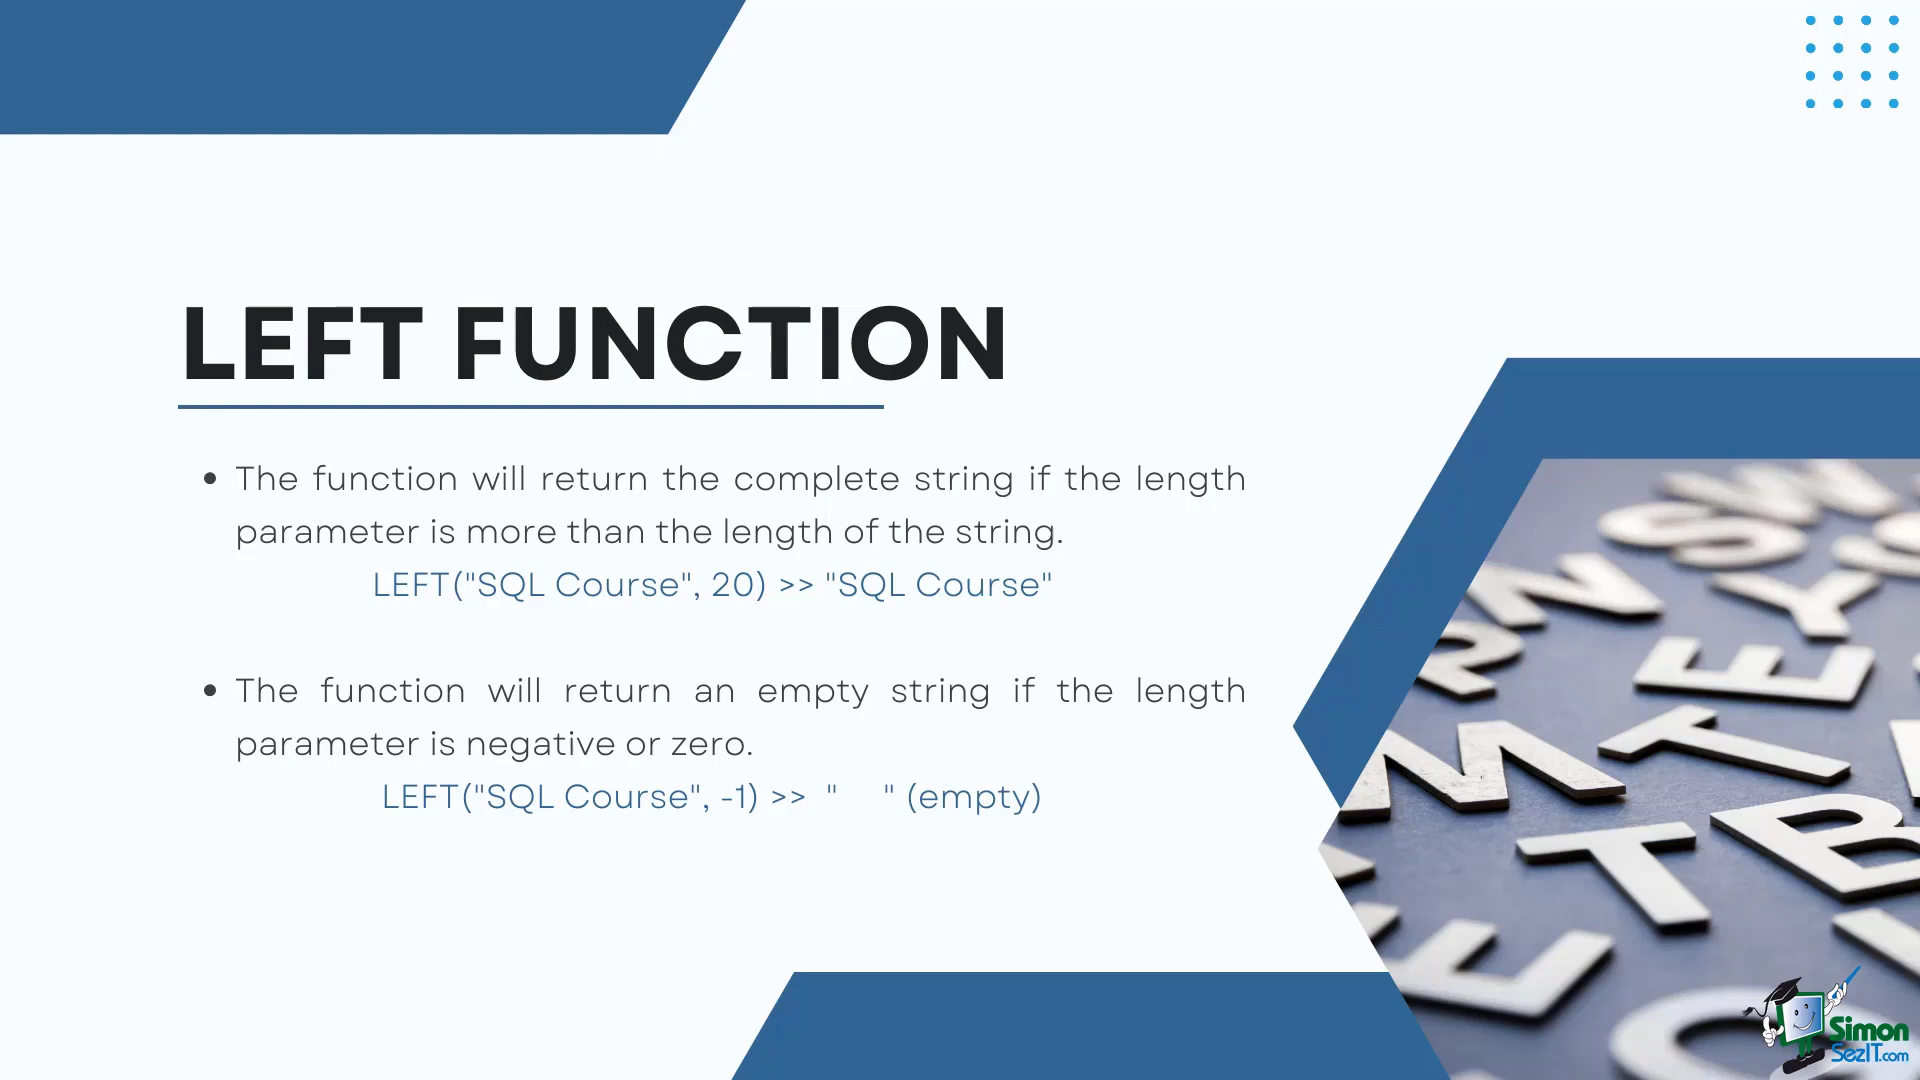 LEFT FUNCTION
• The function will return the complete string if the length
parameter is more than the length of the string.
LEFT("SQL Course", 20) >> "SQL Course"
• The function will return an empty string if the length
parameter is negative or zero.
LEFT("SQL Course", -1) >> "    " (empty)
S W
N Y S
R E
M T
T B
E
Simon
SezIT.com